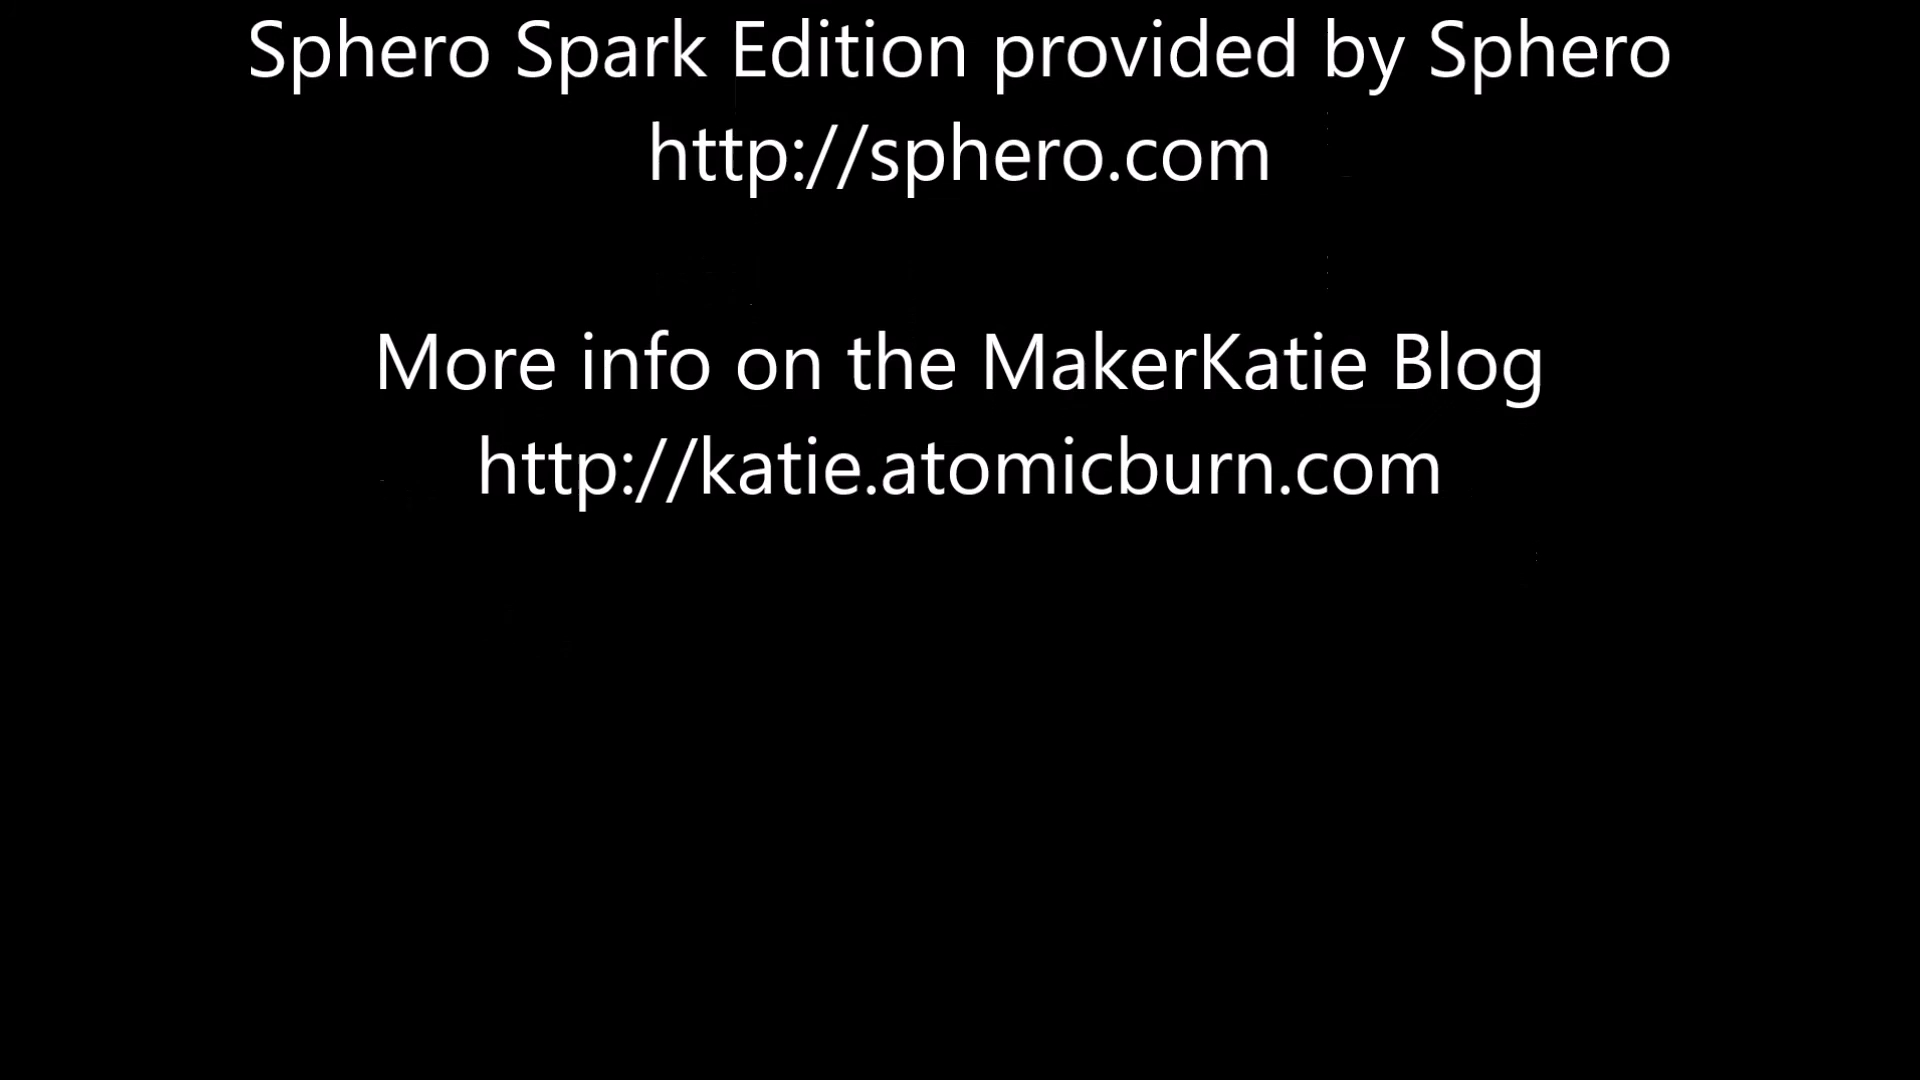 Sphero Spark Edition provided by Sphero
http://sphero.com
More info on the MakerKatie Blog
http://katie.atomicburn.com